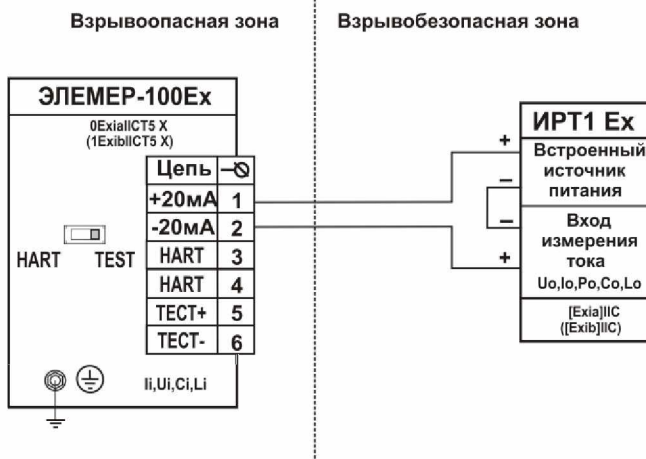 Взрывоопасная зона
Взрывобезопасная зона
ЭЛЕМЕР-100Ex
0ExiaIICT5 X
(1ExibIICT5 X)
Цепь
+20мА 1
-20мА 2
HART 3
HART 4
ТЕСТ+ 5
ТЕСТ- 6
HART TEST
Ii,Ui,Ci,Li
ИРТ1 Ex
+
Встроенный
источник
питания
–
–
Вход
измерения
тока
+
Uo,Io,Po,Co,Lo
[Exia]IIC
([Exib]IIC)